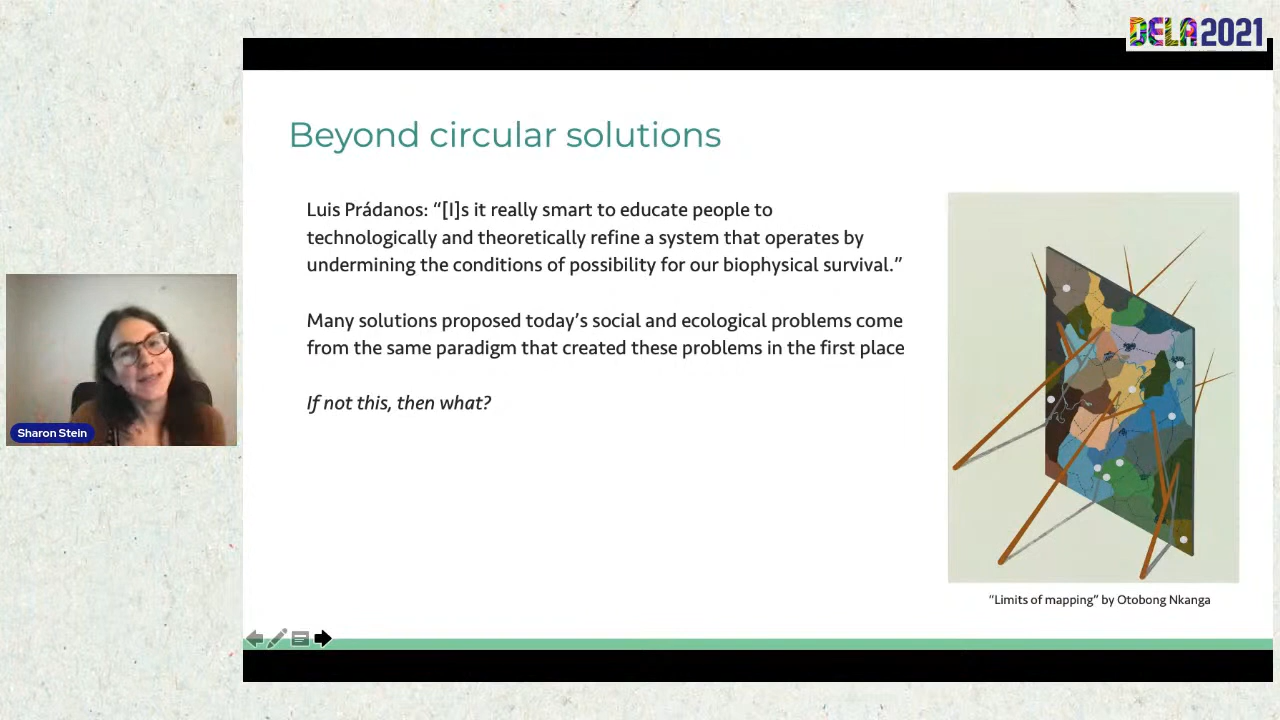 DELA 2021
Beyond circular solutions
Luis Prádanos: “[I]s it really smart to educate people to
technologically and theoretically refine a system that operates by
undermining the conditions of possibility for our biophysical survival.”
Many solutions proposed today’s social and ecological problems come
from the same paradigm that created these problems in the first place
If not this, then what?
Sharon Stein
“Limits of mapping” by Otobong Nkanga